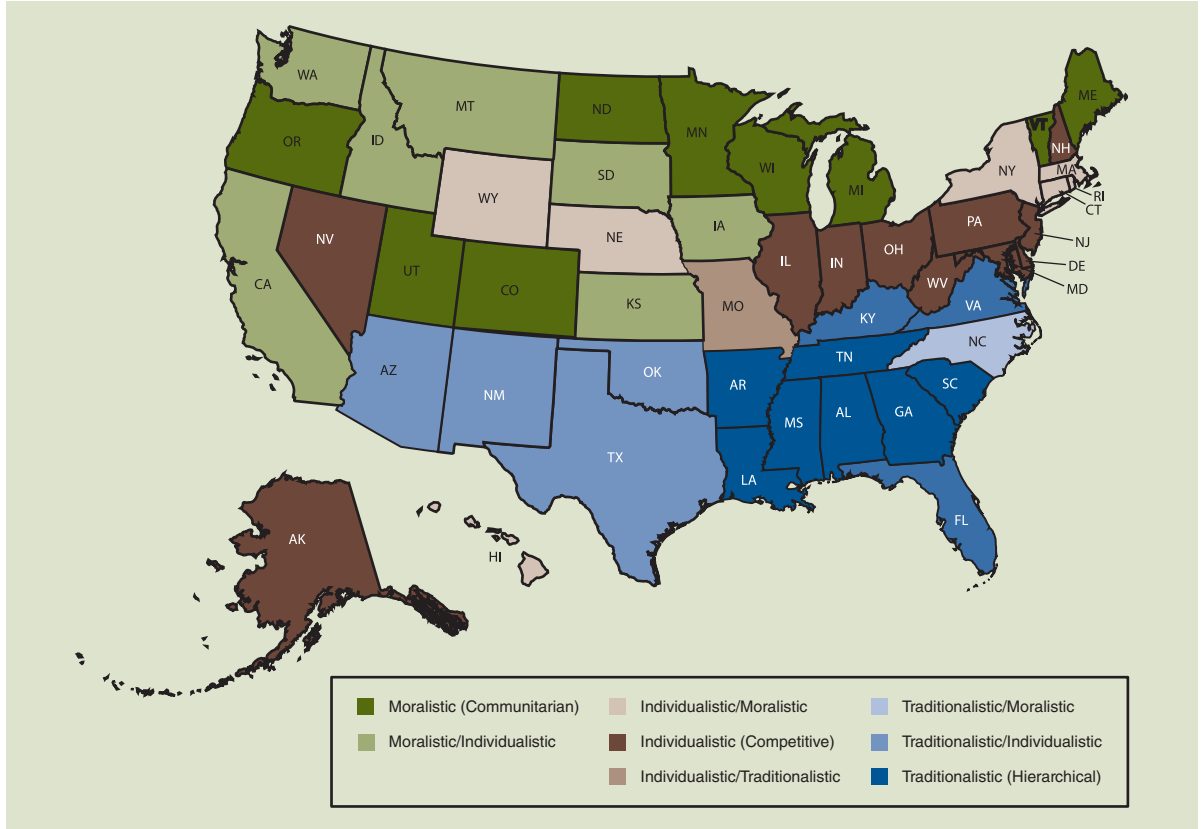 WA
MT
ND
MN
ME
VT
OR
ID
NH
WI
NY
MA
SD
MI
RI
WY
CT
IA
PA
NV
NE
NJ
OH
UT
IL
IN
DE
CO
WV
CA
MD
KS
MO
VA
KY
NC
TN
AZ
OK
AR
SC
NM
MS
AL
GA
TX
LA
FL
AK
HI
Moralistic (Communitarian)
Moralistic/Individualistic
Individualistic/Moralistic
Individualistic (Competitive)
Individualistic/Traditionalistic
Traditionalistic/Moralistic
Traditionalistic/Individualistic
Traditionalistic (Hierarchical)